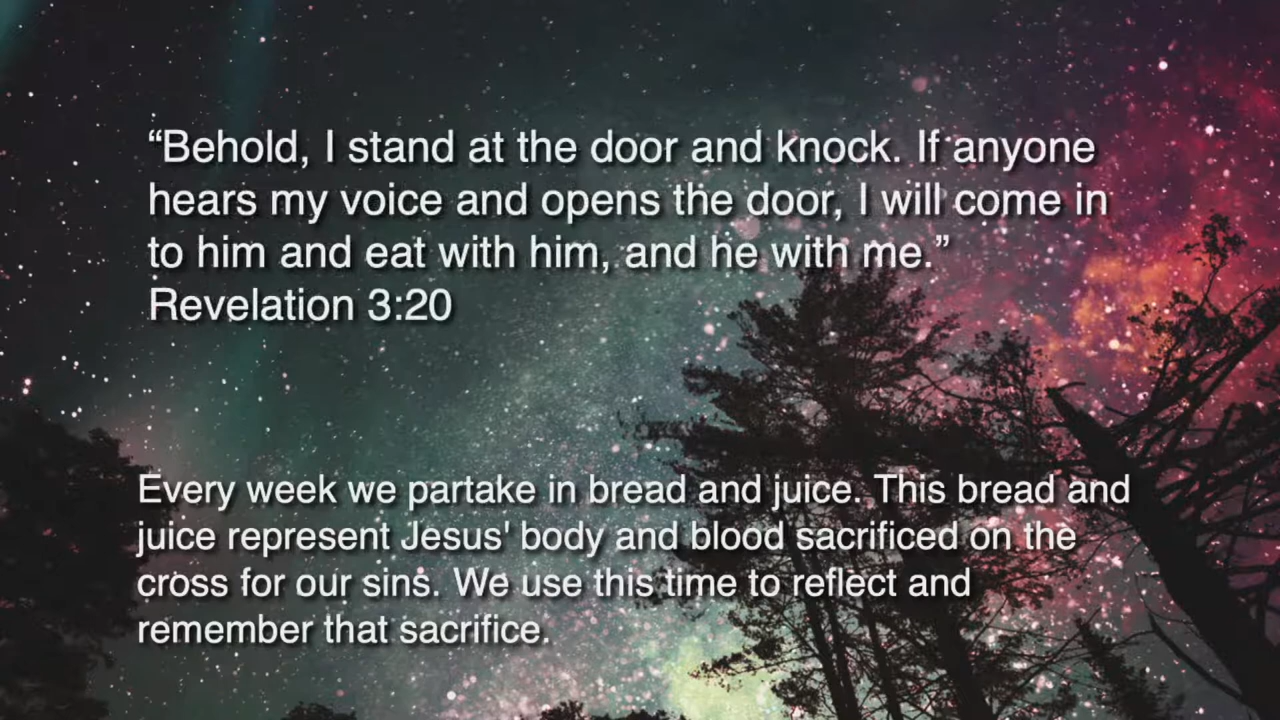 “Behold, I stand at the door and knock. If anyone
hears my voice and opens the door, I will come in
to him and eat with him, and he with me.”
Revelation 3:20
Every week we partake in bread and juice. This bread and
juice represent Jesus' body and blood sacrificed on the
cross for our sins. We use this time to reflect and
remember that sacrifice.